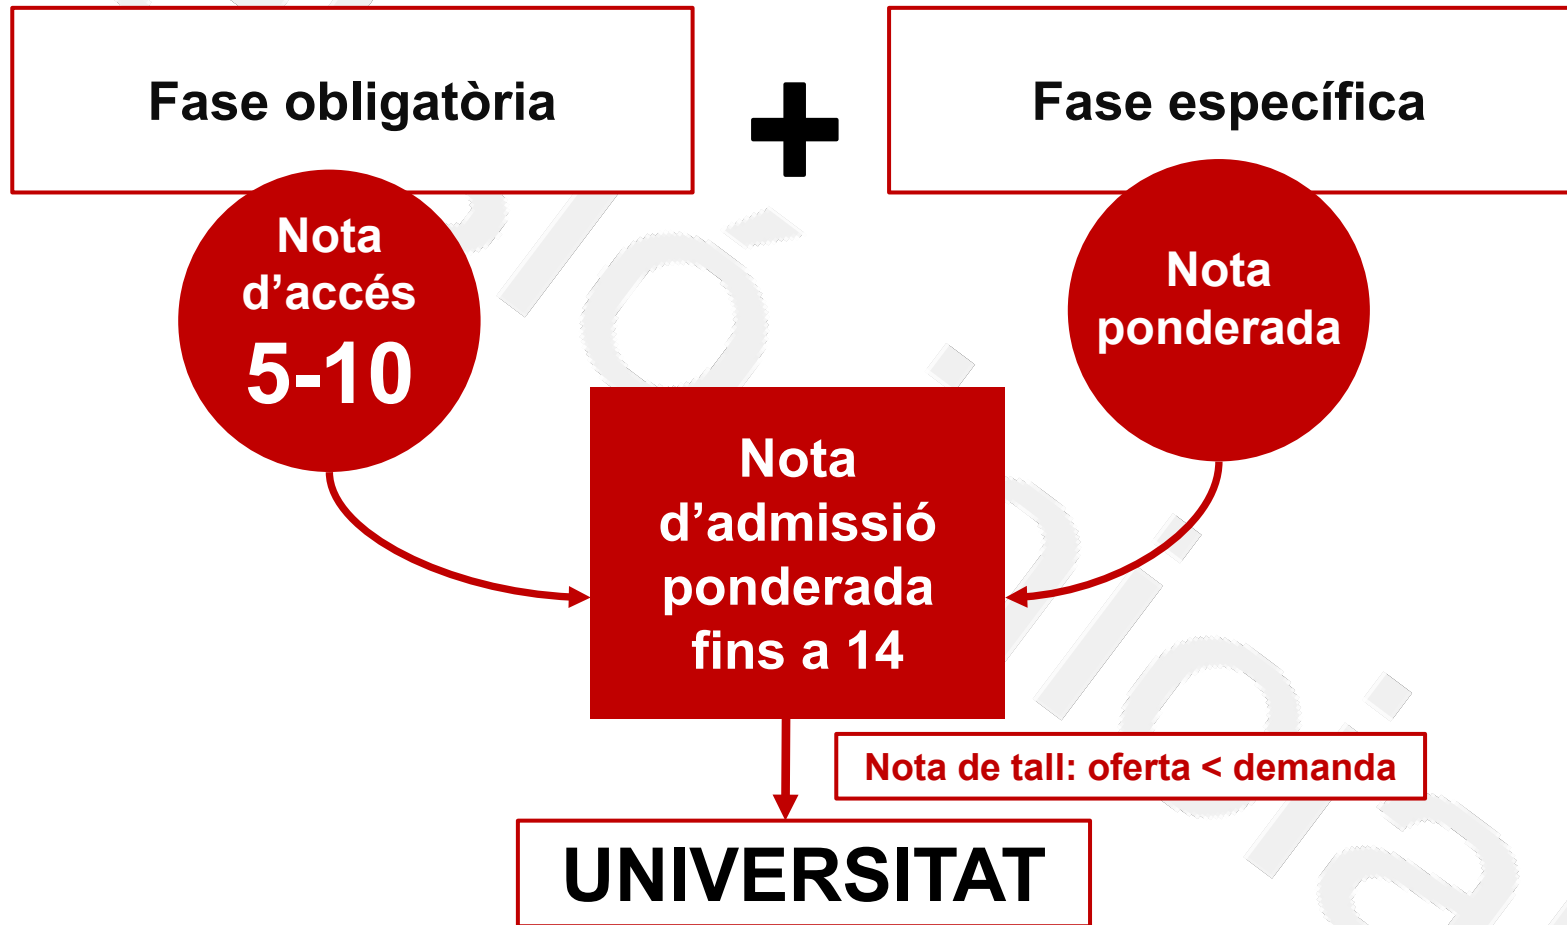 Fase obligatòria
+
Fase específica
Nota
d’accés
5-10
Nota
ponderada
Nota
d’admissió
ponderada
fins a 14
Nota de tall: oferta < demanda
UNIVERSITAT